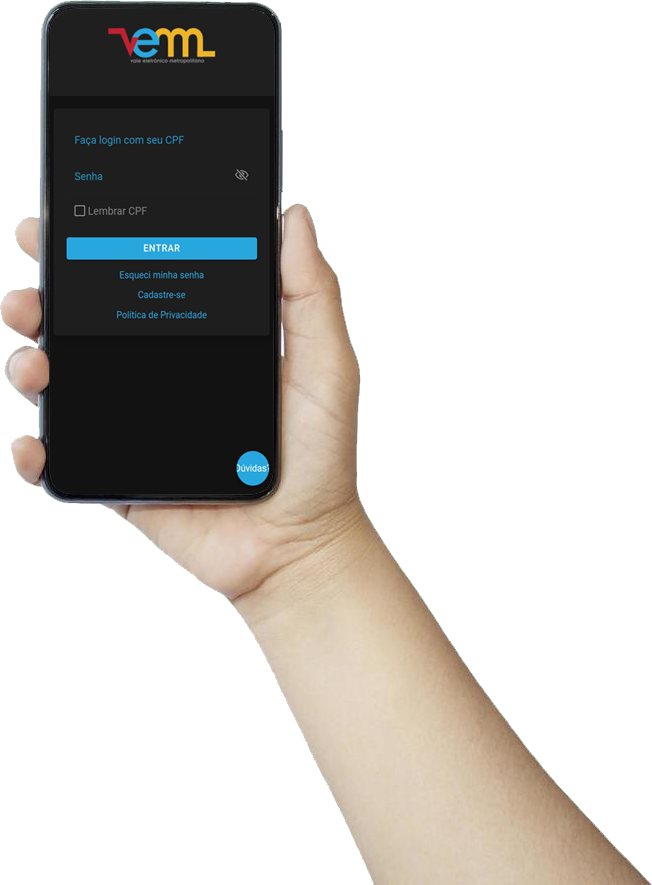 vem
vale eletrônico metropolitano
Faça login com seu CPF
Senha
Lembrar CPF
ENTRAR
Esqueci minha senha
Cadastre-se
Política de Privacidade
Dúvidas?